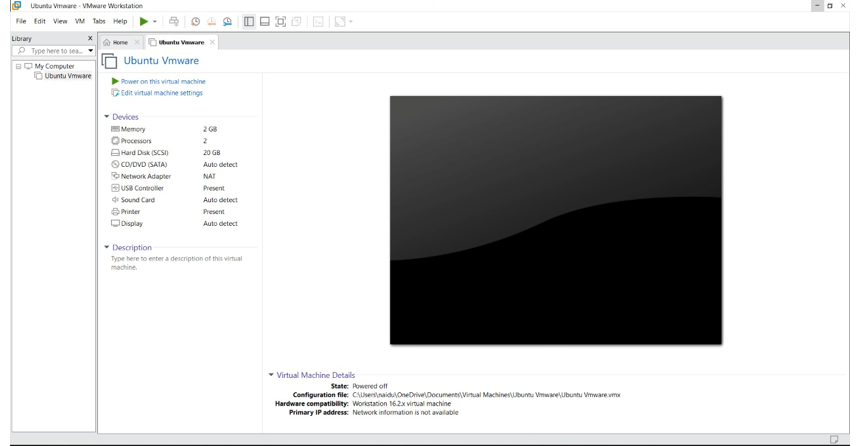 Ubuntu Vmware - VMware Workstation
File Edit View VM Tabs Help
Library X
Type here to sea...
My Computer
Ubuntu Vmware
Home
Ubuntu Vmware
Ubuntu Vmware
Power on this virtual machine
Edit virtual machine settings
Devices
Memory 2 GB
Processors 2
Hard Disk (SCSI) 20 GB
CD/DVD (SATA) Auto detect
Network Adapter NAT
USB Controller Present
Sound Card Auto detect
Printer Present
Display Auto detect
Description
Type here to enter a description of this virtual
machine.
Virtual Machine Details
State: Powered off
Configuration file: C:\Users\naidu\OneDrive\Documents\Virtual Machines\Ubuntu Vmware\Ubuntu Vmware.vmx
Hardware compatibility: Workstation 16.2.x virtual machine
Primary IP address: Network information is not available